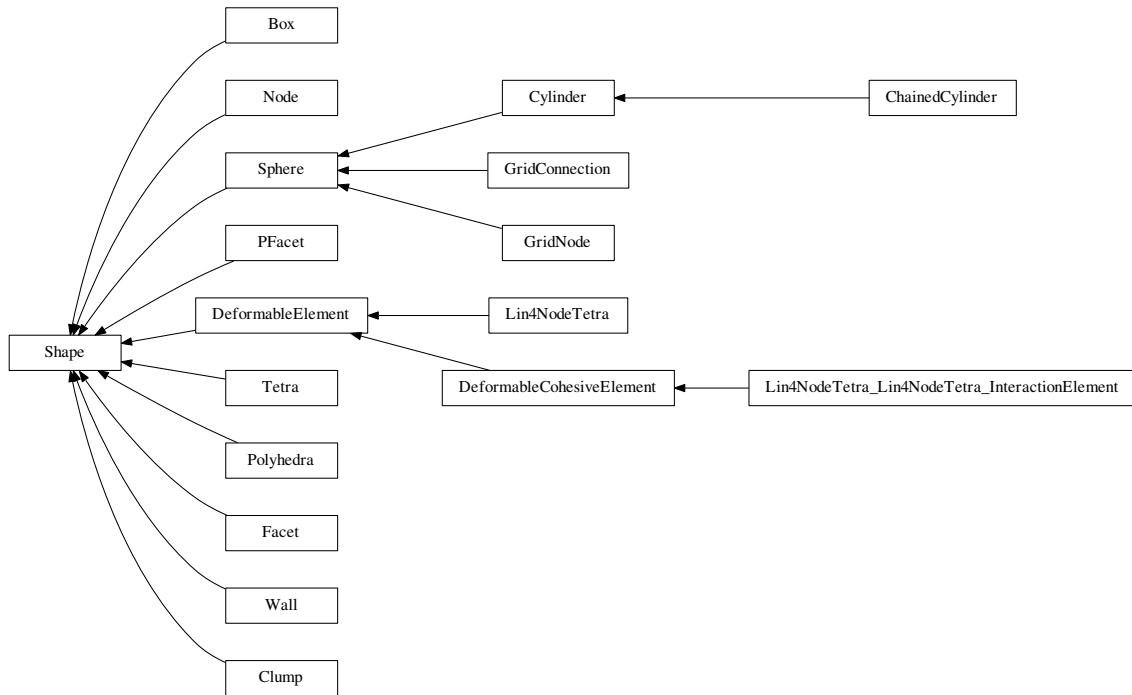 Box
Node
Cylinder
ChainedCylinder
Sphere
GridConnection
PFacet
GridNode
DeformableElement
Lin4NodeTetra
Shape
Tetra
DeformableCohesiveElement
Lin4NodeTetra_Lin4NodeTetra_InteractionElement
Polyhedra
Facet
Wall
Clump